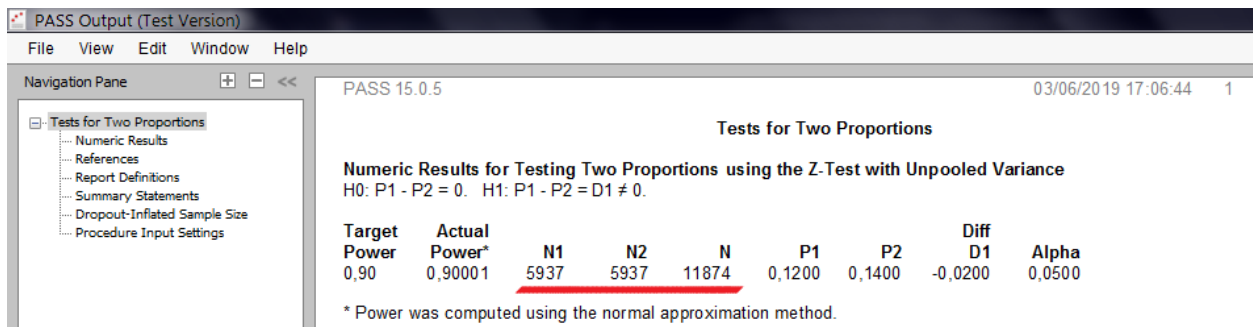 PASS Output (Test Version)
File View Edit Window Help
Navigation Pane
Tests for Two Proportions
Numeric Results
References
Report Definitions
Summary Statements
Dropout-Inflated Sample Size
Procedure Input Settings
PASS 15.0.5 03/06/2019 17:06:44 1
Tests for Two Proportions
Numeric Results for Testing Two Proportions using the Z-Test with Unpooled Variance
H0: P1 - P2 = 0. H1: P1 - P2 = D1 ≠ 0.
Target Actual Diff
Power Power* N1 N2 N P1 P2 D1 Alpha
0,90 0,90001 5937 5937 11874 0,1200 0,1400 -0,0200 0,0500
* Power was computed using the normal approximation method.